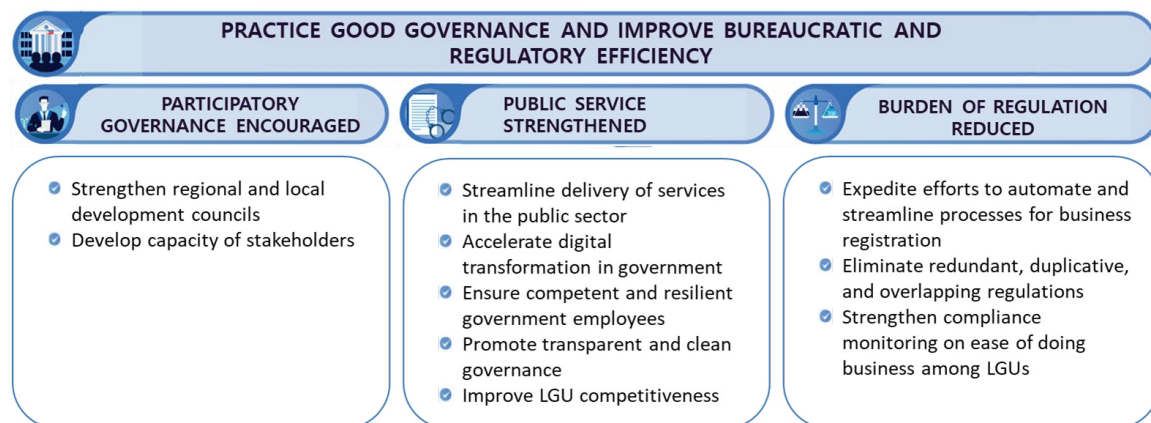 PRACTICE GOOD GOVERNANCE AND IMPROVE BUREAUCRATIC AND
REGULATORY EFFICIENCY
PARTICIPATORY
GOVERNANCE ENCOURAGED
Strengthen regional and local
development councils
Develop capacity of stakeholders
PUBLIC SERVICE
STRENGTHENED
Streamline delivery of services
in the public sector
Accelerate digital
transformation in government
Ensure competent and resilient
government employees
Promote transparent and clean
governance
Improve LGU competitiveness
BURDEN OF REGULATION
REDUCED
Expedite efforts to automate and
streamline processes for business
registration
Eliminate redundant, duplicative,
and overlapping regulations
Strengthen compliance
monitoring on ease of doing
business among LGUs